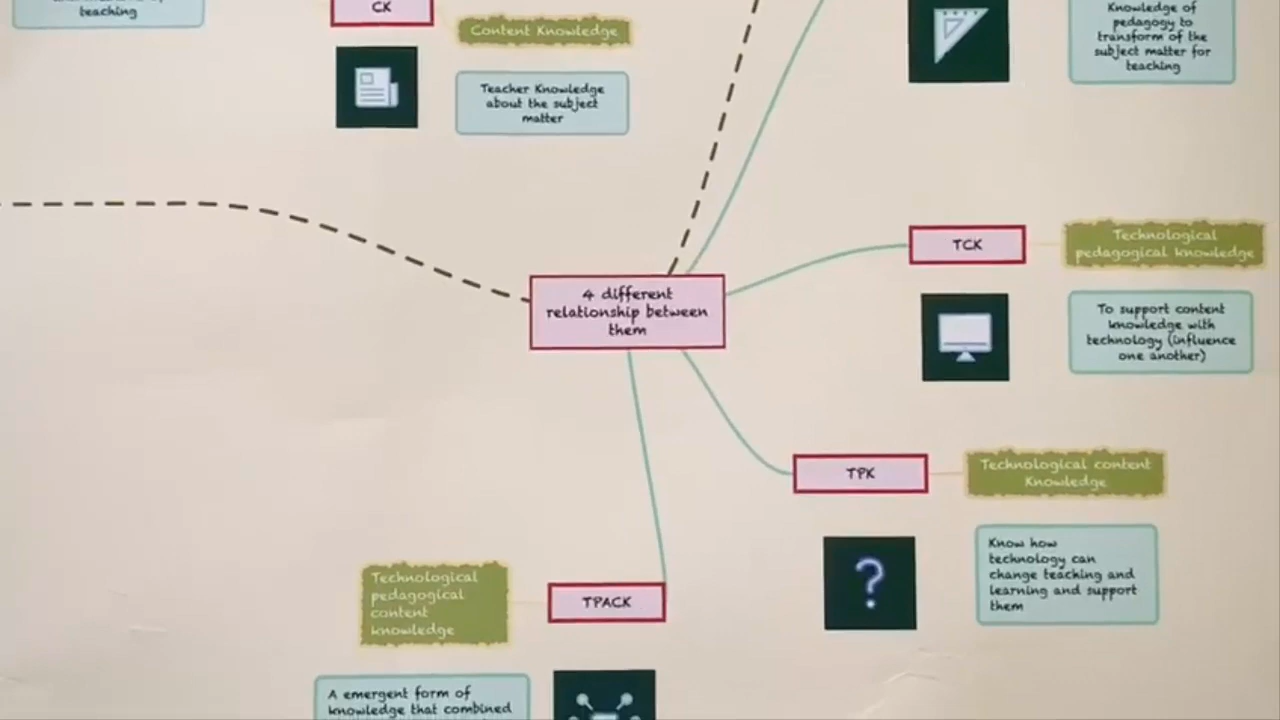 teaching
CK
Content Knowledge
Teacher Knowledge
about the subject
matter
Knowledge of
pedagogy to
transform of the
subject matter for
teaching
4 different
relationship between
them
TCK
Technological
pedagogical knowledge
To support content
knowledge with
technology (influence
one another)
TPK
Technological content
Knowledge
Know how
technology can
change teaching and
learning and support
them
TPACK
Technological
pedagogical
content
knowledge
A emergent form of
knowledge that combined